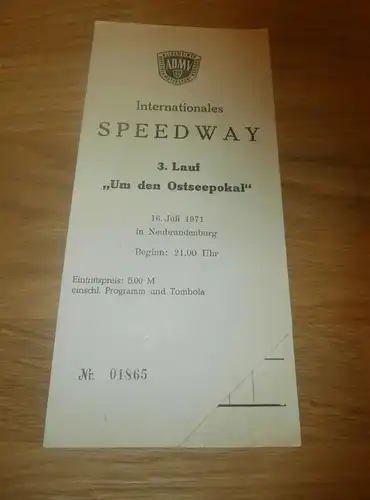 ADMV
Internationales
SPEEDWAY
3. Lauf
„Um den Ostseepokal"
16. Juli 1971
in Neubrandenburg
Beginn: 21.00 Uhr
Eintrittspreis: 5,00 M
einschl. Programm und Tombola
Nr. 01865